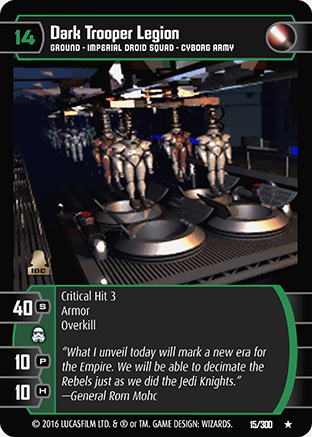 14
Dark Trooper Legion
GROUND - IMPERIAL DROID SQUAD - CYBORG ARMY
IDC
40 S
10 P
10 H
Critical Hit 3
Armor
Overkill
“What I unveil today will mark a new era for
the Empire. We will be able to decimate the
Rebels just as we did the Jedi Knights.”
—General Rom Mohc
© 2016 LUCASFILM LTD. & ® or TM. GAME DESIGN: WIZARDS.
15/300